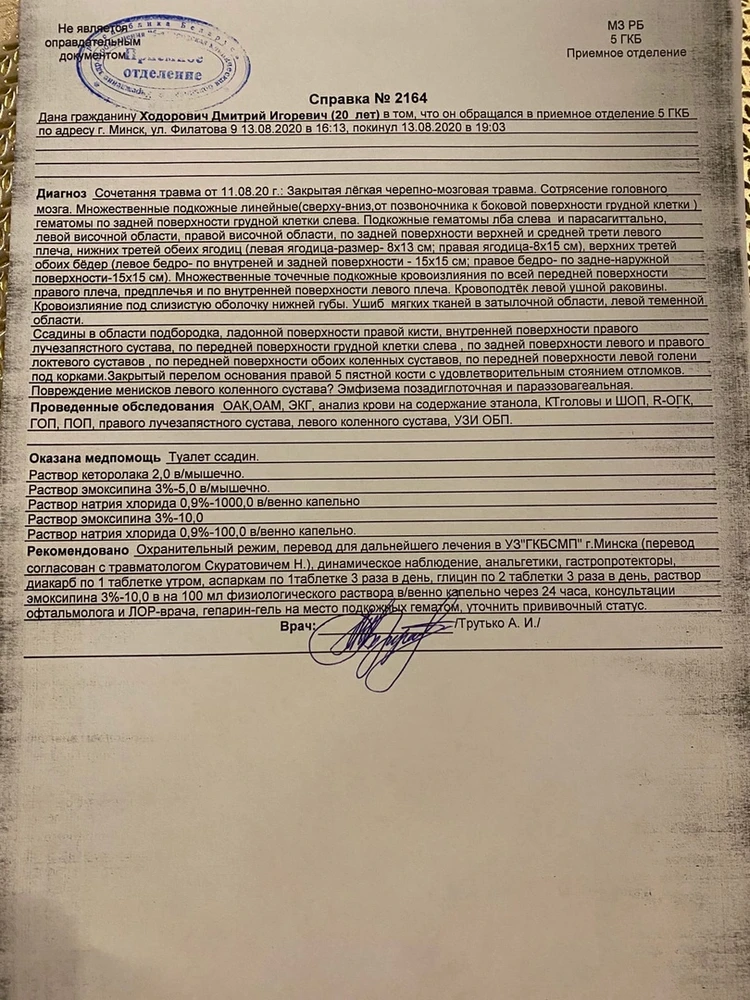 Не является
оправдательным
документом
Приемное
отделение
МЗ РБ
5 ГКБ
Приемное отделение
Справка № 2164
Дана гражданину Ходорович Дмитрий Игоревич (20 лет) в том, что он обращался в приемное отделение 5 ГКБ
по адресу г. Минск, ул. Филатова 9 13.08.2020 в 16:13, покинул 13.08.2020 в 19:03
Диагноз Сочетання травма от 11.08.20 г.: Закрытая лёгкая черепно-мозговая травма. Сотрясение головного
мозга. Множественные подкожные линейные(сверху-вниз,от позвоночника к боковой поверхности грудной клетки )
гематомы по задней поверхности грудной клетки слева. Подкожные гематомы лба слева и парасагиттально,
левой височной области, правой височной области, по задней поверхности верхней и средней трети левого
плеча, нижних третей обеих ягодиц (левая ягодица-размер- 8х13 см; правая ягодица-8х15 см), верхних третей
обоих бёдер (левое бедро- по внутреней и задней поверхности - 15х15 см; правое бедро- по задне-наружной
поверхности-15х15 см). Множественные точечные подкожные кровоизлияния по всей передней поверхности
правого плеча, предплечья и по внутренней поверхности левого плеча. Кровоподтёк левой ушной раковины.
Кровоизлияние под слизистую оболочку нижней губы. Ушиб мягких тканей в затылочной области, левой теменной
области.
Ссадины в области подбородка, ладонной поверхности правой кисти, внутренней поверхности правого
лучезапястного сустава, по передней поверхности грудной клетки слева , по задней поверхности левого и правого
локтевого суставов , по передней поверхности обоих коленных суставов, по передней поверхности левой голени
под корками.Закрытый перелом основания правой 5 пястной кости с удовлетворительным стоянием отломков.
Повреждение менисков левого коленного сустава? Эмфизема позадиглоточная и параэзовагеальная.
Проведенные обследования ОАК,ОАМ, ЭКГ, анализ крови на содержание этанола, КТголовы и ШОП, R-ОГК,
ГОП, ПОП, правого лучезапястного сустава, левого коленного сустава, УЗИ ОБП.
Оказана медпомощь Туалет ссадин.
Раствор кеторолака 2,0 в/мышечно.
Раствор эмоксипина 3%-5,0 в/мышечно.
Раствор натрия хлорида 0,9%-1000,0 в/венно капельно
Раствор эмоксипина 3%-10,0
Раствор натрия хлорида 0,9%-100,0 в/венно капельно.
Рекомендовано Охранительный режим, перевод для дальнейшего лечения в УЗ"ГКБСМП" г.Минска (перевод
согласован с травматологом Скуратовичем Н.), динамическое наблюдение, анальгетики, гастропротекторы,
диакарб по 1 таблетке утром, аспаркам по 1таблетке 3 раза в день, глицин по 2 таблетки 3 раза в день, раствор
эмоксипина 3%-10,0 в на 100 мл физиологического раствора в/венно капельно через 24 часа, консультации
офтальмолога и ЛОР-врача, гепарин-гель на место подкожных гематом, уточнить прививочный статус.
Врач: /Трутько А. И./